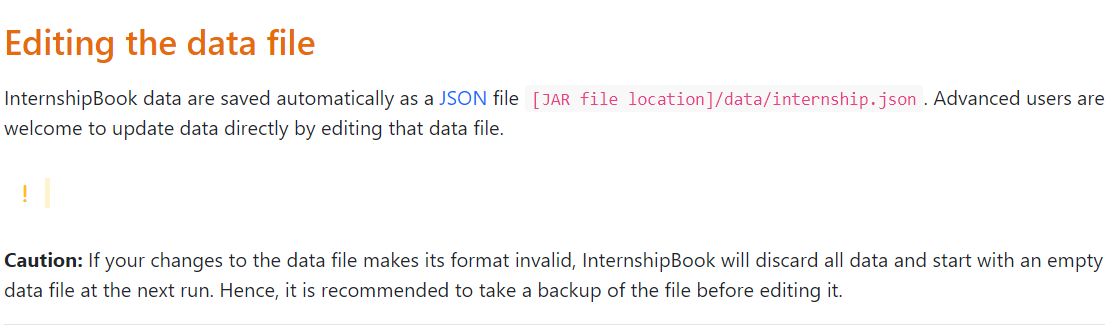 Editing the data file
InternshipBook data are saved automatically as a JSON file [JAR file location]/data/internship.json. Advanced users are
welcome to update data directly by editing that data file.
!
Caution: If your changes to the data file makes its format invalid, InternshipBook will discard all data and start with an empty
data file at the next run. Hence, it is recommended to take a backup of the file before editing it.